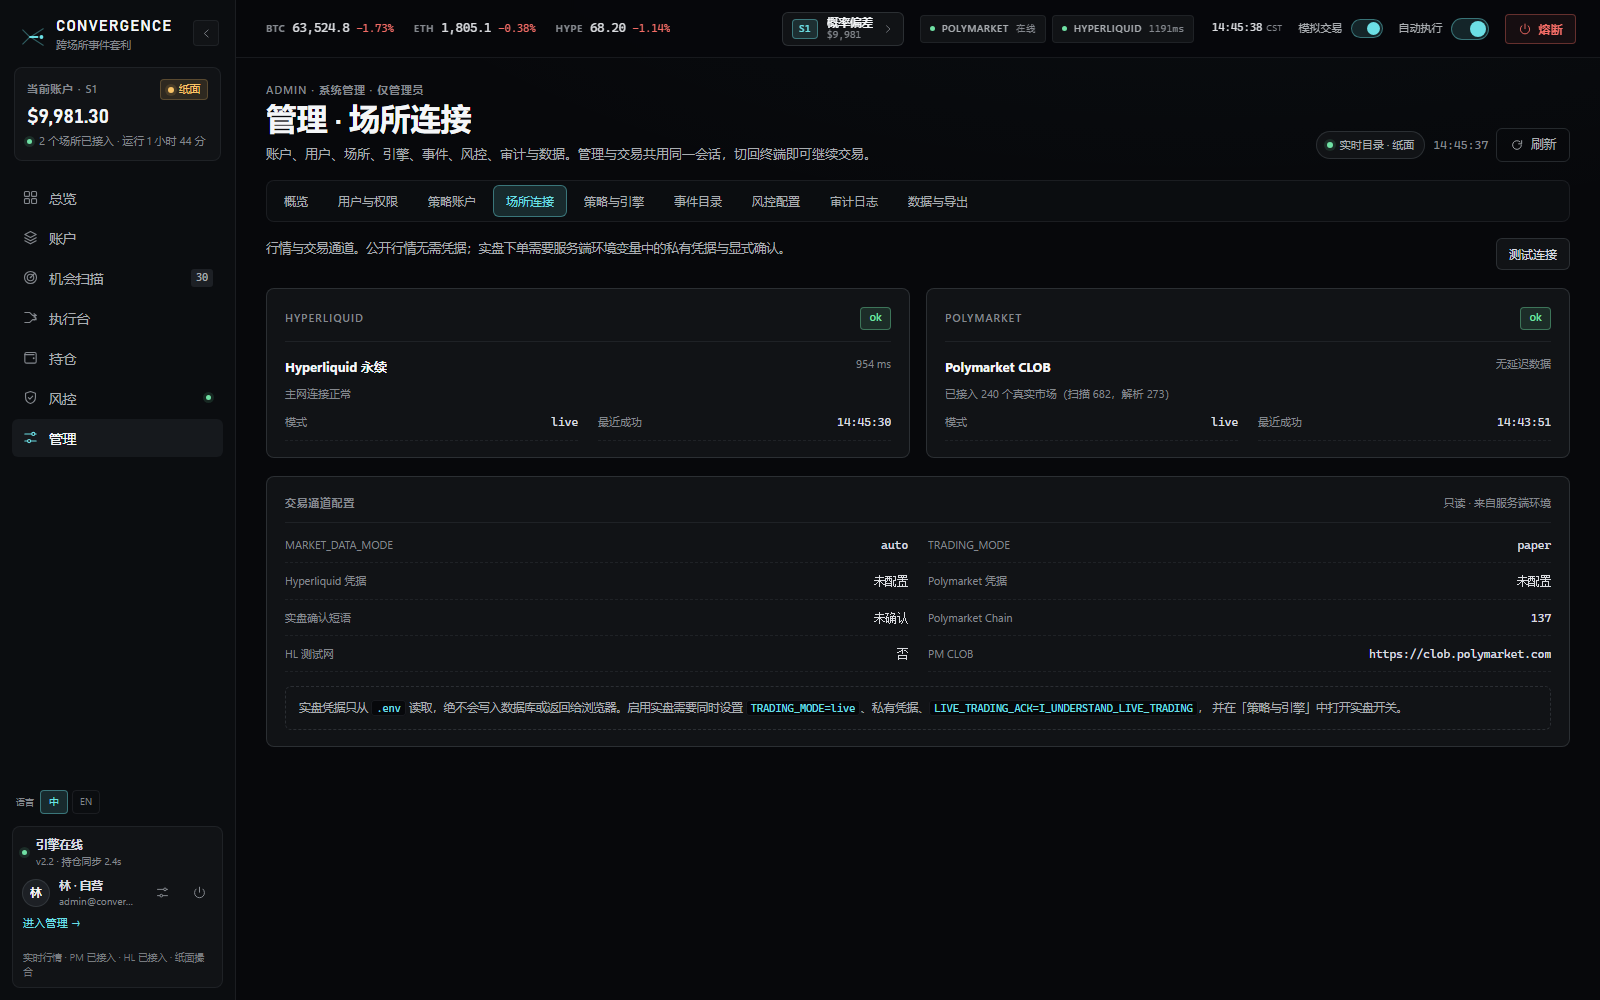 CONVERGENCE
跨场所事件套利
当前账户 · S1
纸面
$9,981.30
2 个场所已接入 · 运行 1 小时 44 分
总览
账户
机会扫描
30
执行台
持仓
风控
管理
语言
中
EN
引擎在线
v2.2 · 持仓同步 2.4s
林
林 · 自营
admin@conver...
进入管理 →
实时行情 · PM 已接入 · HL 已接入 · 纸面撮
合
BTC 63,524.8 −1.73% ETH 1,805.1 −0.38% HYPE 68.20 −1.14%
S1
概率偏差
$9,981
POLYMARKET 在线
HYPERLIQUID 1191ms
14:45:38 CST
模拟交易
自动执行
熔断
ADMIN · 系统管理 · 仅管理员
管理 · 场所连接
账户、用户、场所、引擎、事件、风控、审计与数据。管理与交易共用同一会话，切回终端即可继续交易。
实时目录 · 纸面
14:45:37
刷新
概览 用户与权限 策略账户 场所连接 策略与引擎 事件目录 风控配置 审计日志 数据与导出
行情与交易通道。公开行情无需凭据；实盘下单需要服务端环境变量中的私有凭据与显式确认。
测试连接
HYPERLIQUID
ok
Hyperliquid 永续
954 ms
主网连接正常
模式 live 最近成功 14:45:30
POLYMARKET
ok
Polymarket CLOB
无延迟数据
已接入 240 个真实市场（扫描 682，解析 273）
模式 live 最近成功 14:43:51
交易通道配置
只读 · 来自服务端环境
MARKET_DATA_MODE auto TRADING_MODE paper
Hyperliquid 凭据 未配置 Polymarket 凭据 未配置
实盘确认短语 未确认 Polymarket Chain 137
HL 测试网 否 PM CLOB https://clob.polymarket.com
实盘凭据只从 .env 读取，绝不会写入数据库或返回给浏览器。启用实盘需要同时设置 TRADING_MODE=live 、私有凭据、 LIVE_TRADING_ACK=I_UNDERSTAND_LIVE_TRADING ，并在「策略与引擎」中打开实盘开关。